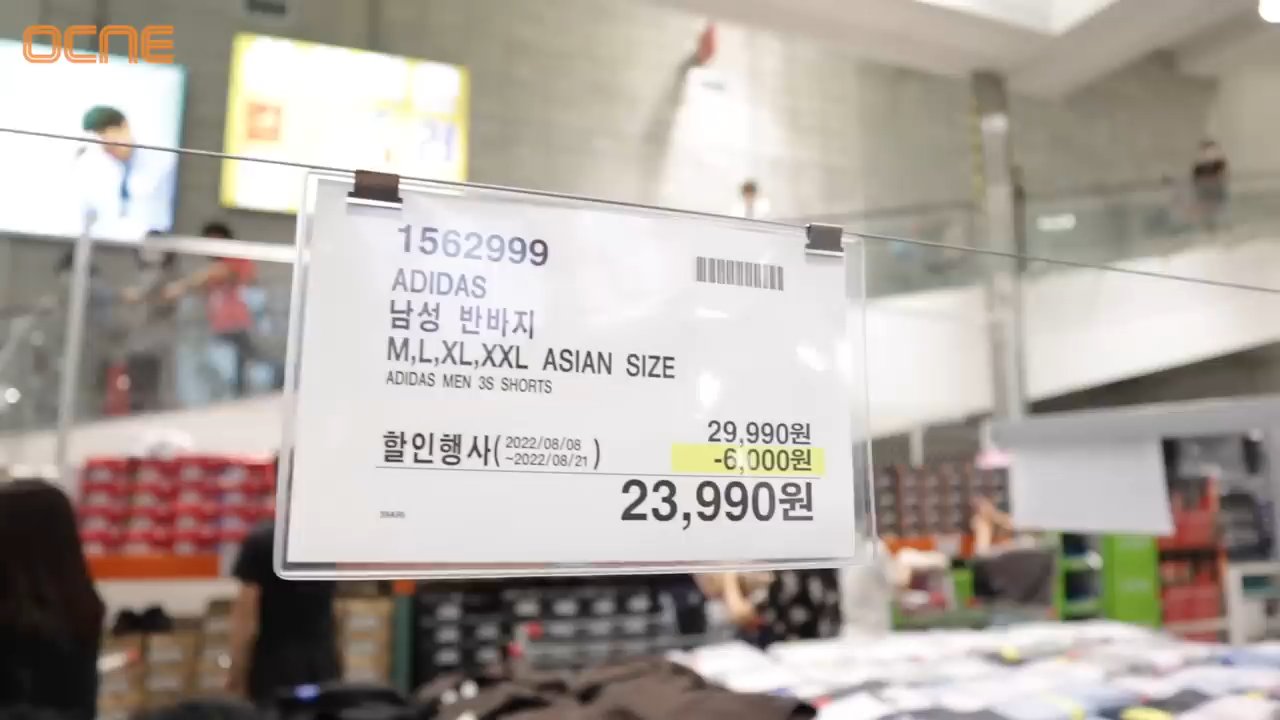 OCNE
1562999
ADIDAS
남성 반바지
M,L,XL,XXL ASIAN SIZE
ADIDAS MEN 3S SHORTS
29,990원
할인행사(2022/08/08
~2022/08/21)
-6,000원
23,990원